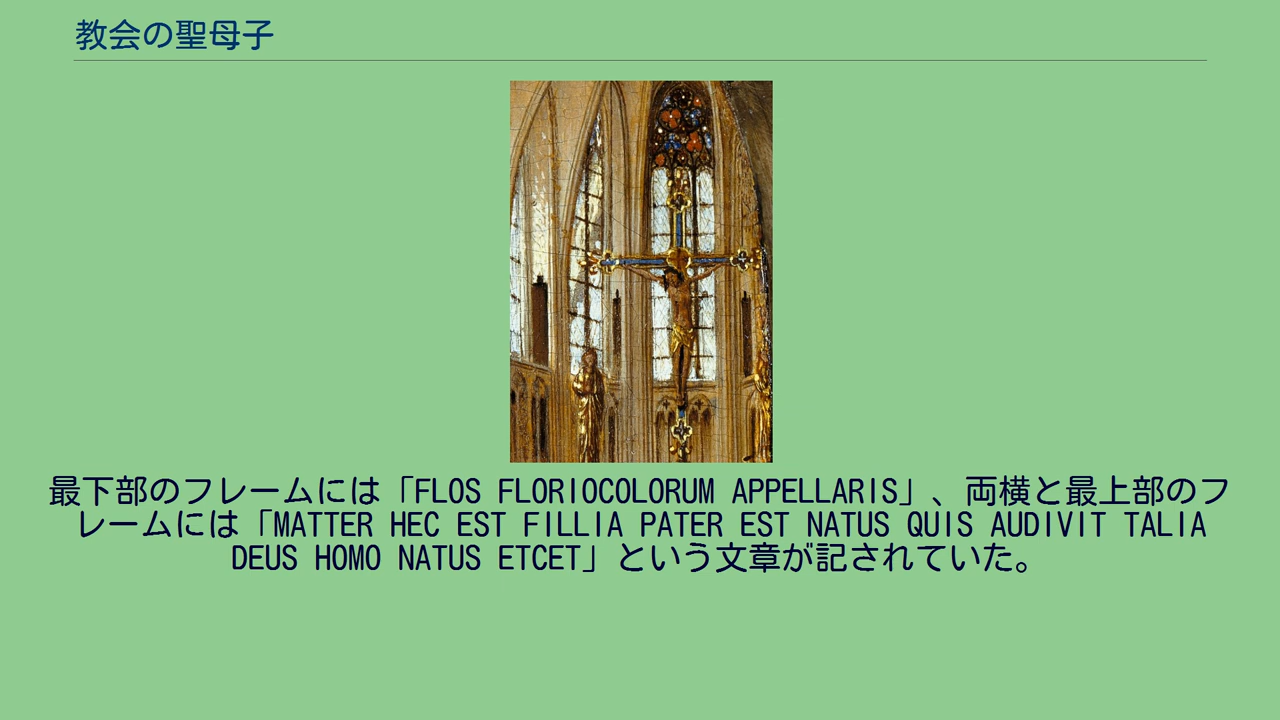 教会の聖母子
最下部のフレームには「FLOS FLORIOCOLORUM APPELLARIS」、両横と最上部のフ
レームには「MATTER HEC EST FILLIA PATER EST NATUS QUIS AUDIVIT TALIA
DEUS HOMO NATUS ETCET」という文章が記されていた。